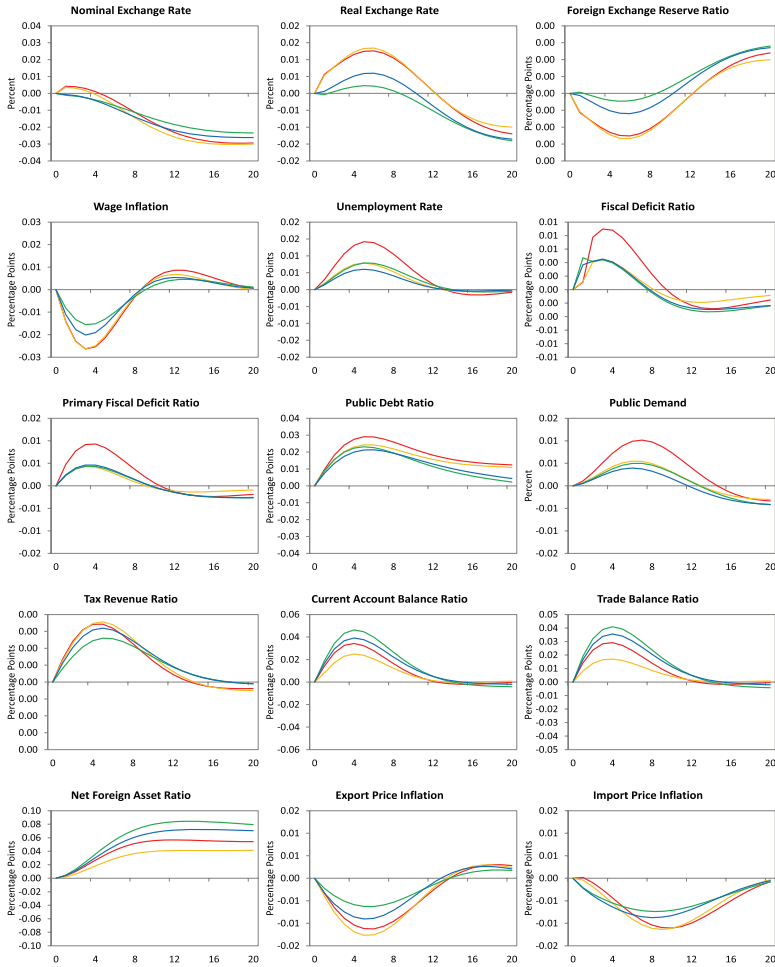 Nominal Exchange Rate
Percent
0.04
0.03
0.01
0.00
-0.01
-0.03
-0.04
0 4 8 12 16 20
Real Exchange Rate
0.02
0.01
0.01
0.00
-0.01
-0.01
-0.02
0 4 8 12 16 20
Foreign Exchange Reserve Ratio
Percentage Points
0.00
0.00
0.00
0.00
0.00
0.00
0.00
0 4 8 12 16 20
Wage Inflation
Percentage Points
0.03
0.02
0.01
0.00
-0.01
-0.02
-0.03
0 4 8 12 16 20
Unemployment Rate
Percentage Points
0.02
0.01
0.01
0.00
-0.01
-0.01
-0.02
0 4 8 12 16 20
Fiscal Deficit Ratio
Percentage Points
0.01
0.01
0.00
0.00
0.00
0.00
0.00
0.00
0.00
-0.01
-0.01
0 4 8 12 16 20
Primary Fiscal Deficit Ratio
Percentage Points
0.02
0.01
0.01
0.00
-0.01
-0.01
-0.02
0 4 8 12 16 20
Public Debt Ratio
Percentage Points
0.04
0.03
0.02
0.01
0.00
-0.01
-0.02
-0.03
-0.04
0 4 8 12 16 20
Public Demand
Percent
0.02
0.01
0.01
0.00
-0.01
-0.01
-0.02
0 4 8 12 16 20
Tax Revenue Ratio
Percentage Points
0.00
0.00
0.00
0.00
0.00
0.00
0.00
0.00
0.00
0 4 8 12 16 20
Current Account Balance Ratio
Percentage Points
0.06
0.04
0.02
0.00
-0.02
-0.04
-0.06
0 4 8 12 16 20
Trade Balance Ratio
Percentage Points
0.05
0.04
0.03
0.02
0.01
0.00
-0.01
-0.02
-0.03
-0.04
-0.05
0 4 8 12 16 20
Net Foreign Asset Ratio
Percentage Points
0.10
0.08
0.06
0.04
0.02
0.00
0.02
0.04
0.06
0.08
0.10
0 4 8 12 16 20
Export Price Inflation
Percentage Points
0.02
0.01
0.01
0.00
-0.01
-0.01
-0.02
0 4 8 12 16 20
Import Price Inflation
Percentage Points
0.02
0.01
0.01
0.00
-0.01
-0.01
-0.02
0 4 8 12 16 20